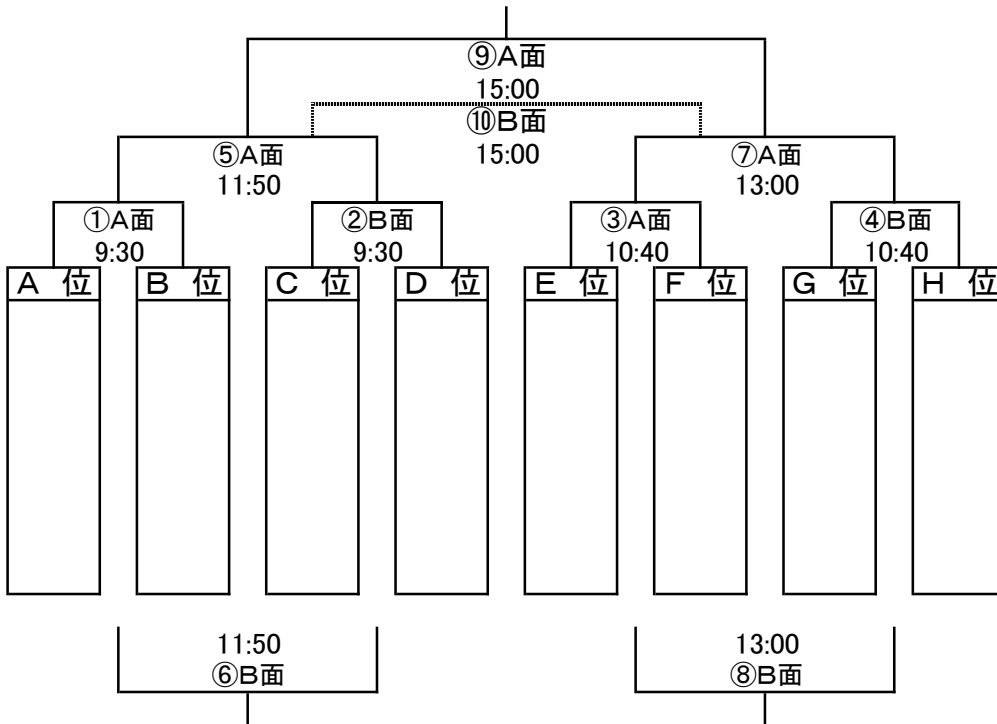 ⑨A面
15:00
⑩B面
15:00
⑤A面
11:50
⑦A面
13:00
①A面
9:30
②B面
9:30
③A面
10:40
④B面
10:40
A 位
B 位
C 位
D 位
E 位
F 位
G 位
H 位
11:50
⑥B面
13:00
⑧B面